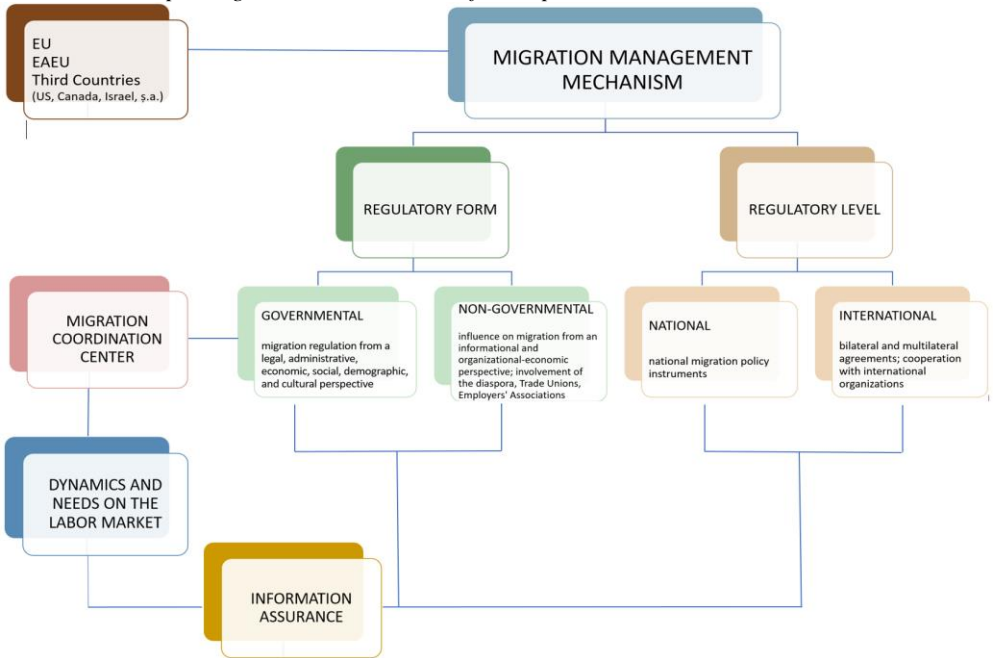 EU
EAEU
Third Countries
(US, Canada, Israel, ș.a.)
MIGRATION MANAGEMENT
MECHANISM
REGULATORY FORM
REGULATORY LEVEL
MIGRATION
COORDINATION
CENTER
GOVERNMENTAL
migration regulation from a
legal, administrative,
economic, social, demographic,
and cultural perspective
NON-GOVERNMENTAL
influence on migration from an
informational and
organizational-economic
perspective; involvement of
the diaspora, Trade Unions,
Employers' Associations
NATIONAL
national migration policy
instruments
INTERNATIONAL
bilateral and multilateral
agreements; cooperation
with international
organizations
DYNAMICS AND
NEEDS ON THE
LABOR MARKET
INFORMATION
ASSURANCE